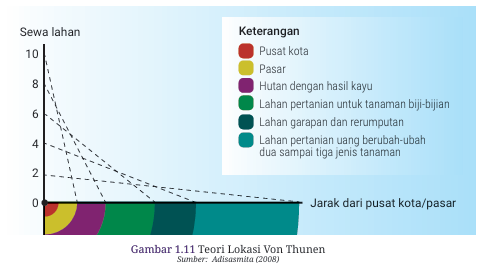 Sewa lahan
10
8
6
4
2
0
Jarak dari pusat kota/pasar
Keterangan
Pusat kota
Pasar
Hutan dengan hasil kayu
Lahan pertanian untuk tanaman biji-bijian
Lahan garapan dan rerumputan
Lahan pertanian uang berubah-ubah
dua sampai tiga jenis tanaman
Gambar 1.11 Teori Lokasi Von Thunen
Sumber: Adisasmita (2008)